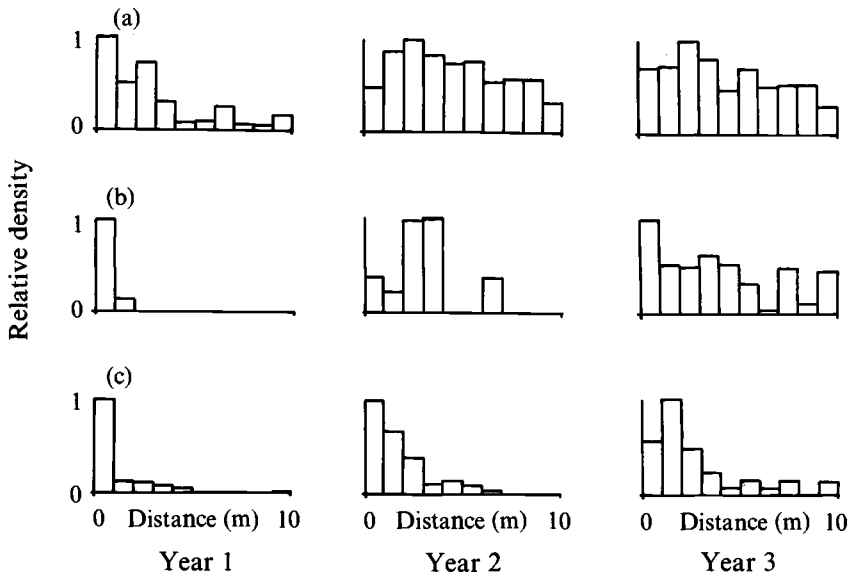 (a)
1
0
(b)
1
0
(c)
1
0
Relative density
0 Distance (m) 10
0 Distance (m) 10
0 Distance (m) 10
Year 1
Year 2
Year 3